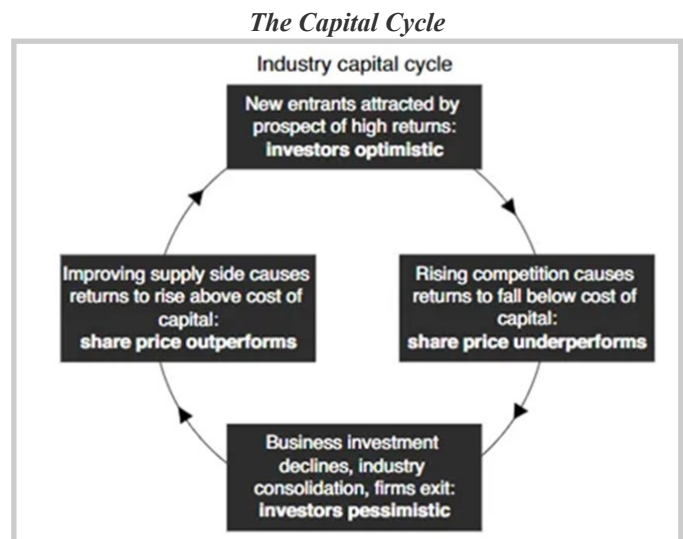 The Capital Cycle
Industry capital cycle
New entrants attracted by
prospect of high returns:
investors optimistic
Improving supply side causes
returns to rise above cost of
capital:
share price outperforms
Rising competition causes
returns to fall below cost of
capital:
share price underperforms
Business investment
declines, industry
consolidation, firms exit:
investors pessimistic